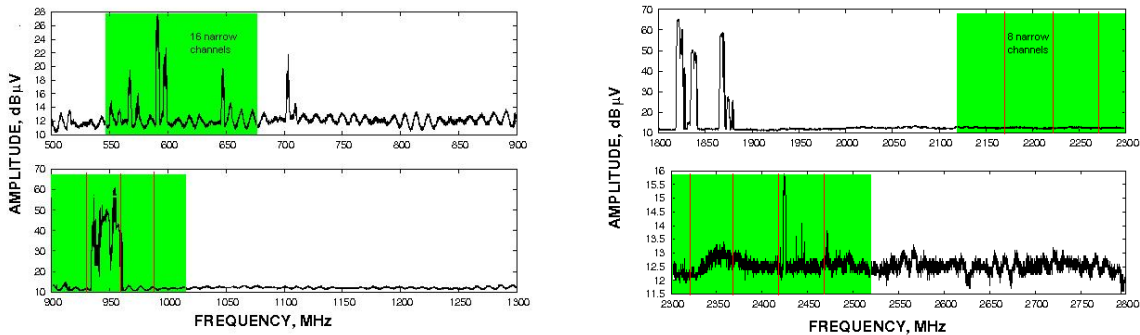 28
26
24
22
20
18
16
14
12
10
16 narrow
channels
500 550 600 650 700 750 800 850 900
70
60
50
40
30
20
10
900 950 1000 1050 1100 1150 1200 1250 1300
AMPLITUDE, dBμV
FREQUENCY, MHz
70
60
50
40
30
20
10
8 narrow
channels
1800 1850 1900 1950 2000 2050 2100 2150 2200 2250 2300
16
15.5
15
14.5
14
13.5
13
12.5
12
11.5
2300 2350 2400 2450 2500 2550 2600 2650 2700 2750 2800
AMPLITUDE, dBμV
FREQUENCY, MHz